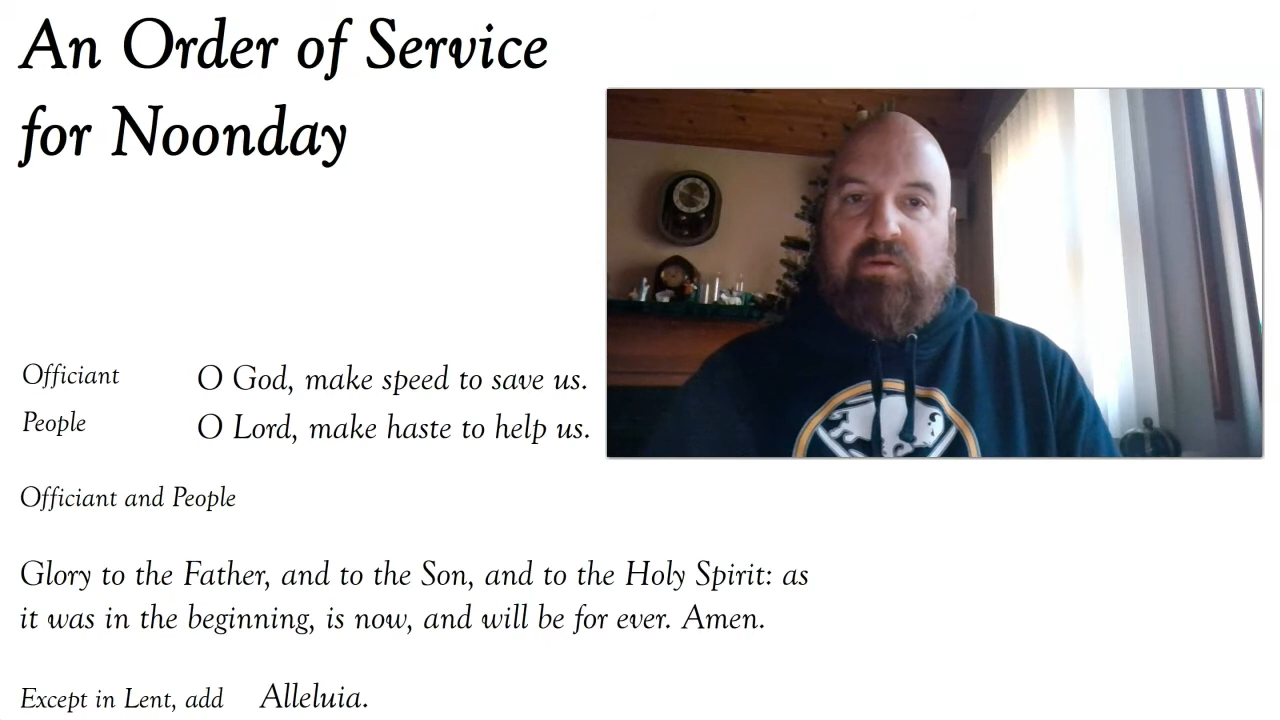 An Order of Service
for Noonday
Officiant O God, make speed to save us.
People O Lord, make haste to help us.
Officiant and People
Glory to the Father, and to the Son, and to the Holy Spirit: as
it was in the beginning, is now, and will be for ever. Amen.
Except in Lent, add Alleluia.